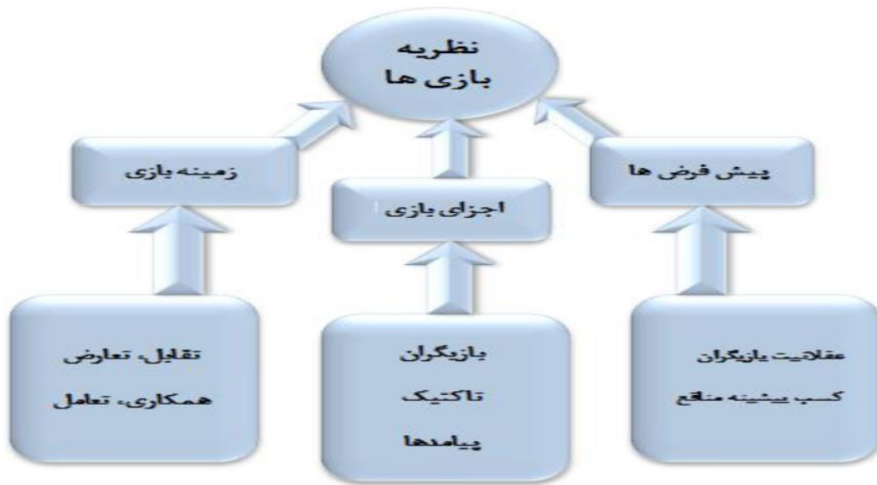 نظریه
بازی ها
پیش فرض ها
اجزای بازی
زمینه بازی
عقلانیت بازیگران
کسب بیشینه منافع
بازیگران
تاکتیک
پیامدها
تقابل، تعارض
همکاری، تعامل